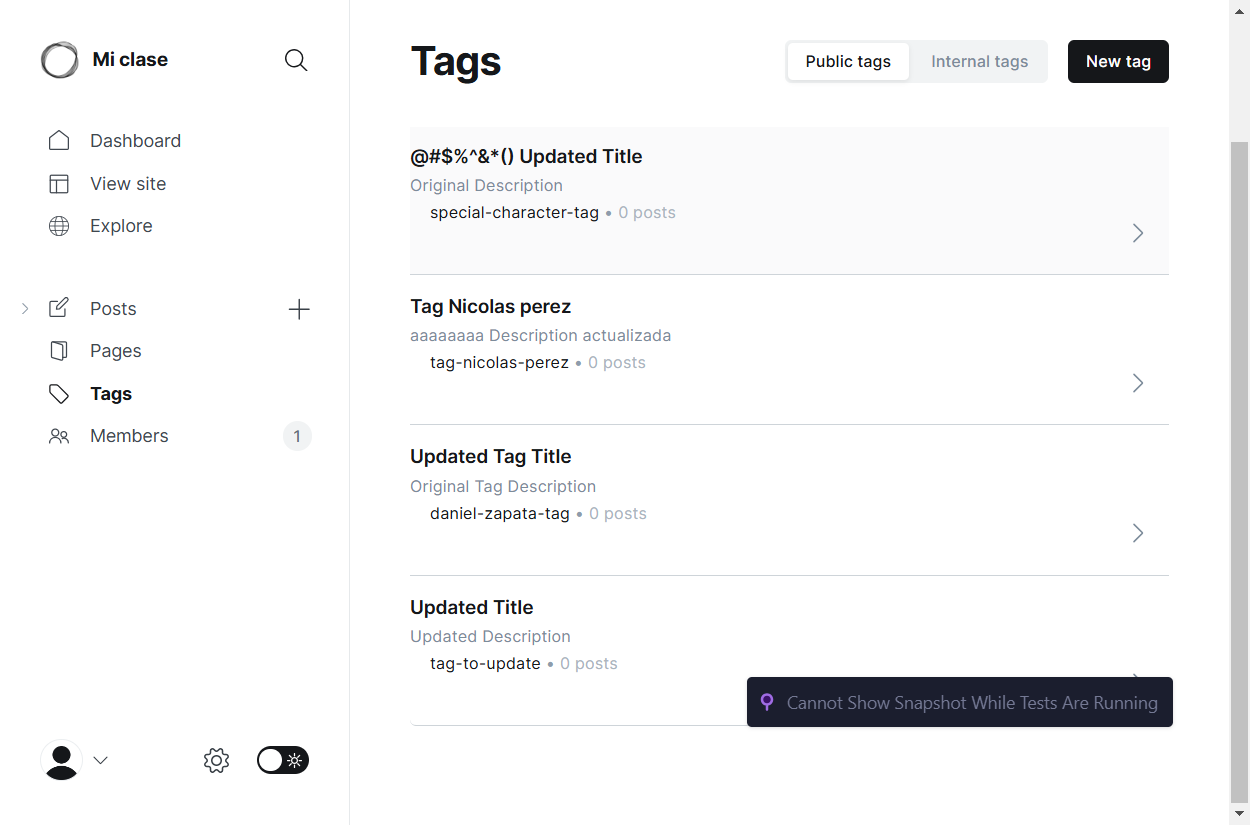 Mi clase
Dashboard
View site
Explore
Posts
Pages
Tags
Members 1
Tags
Public tags
Internal tags
New tag
@#$%^&*() Updated Title
Original Description
special-character-tag • 0 posts
Tag Nicolas perez
aaaaaaaa Description actualizada
tag-nicolas-perez • 0 posts
Updated Tag Title
Original Tag Description
daniel-zapata-tag • 0 posts
Updated Title
Updated Description
tag-to-update • 0 posts
Cannot Show Snapshot While Tests Are Running